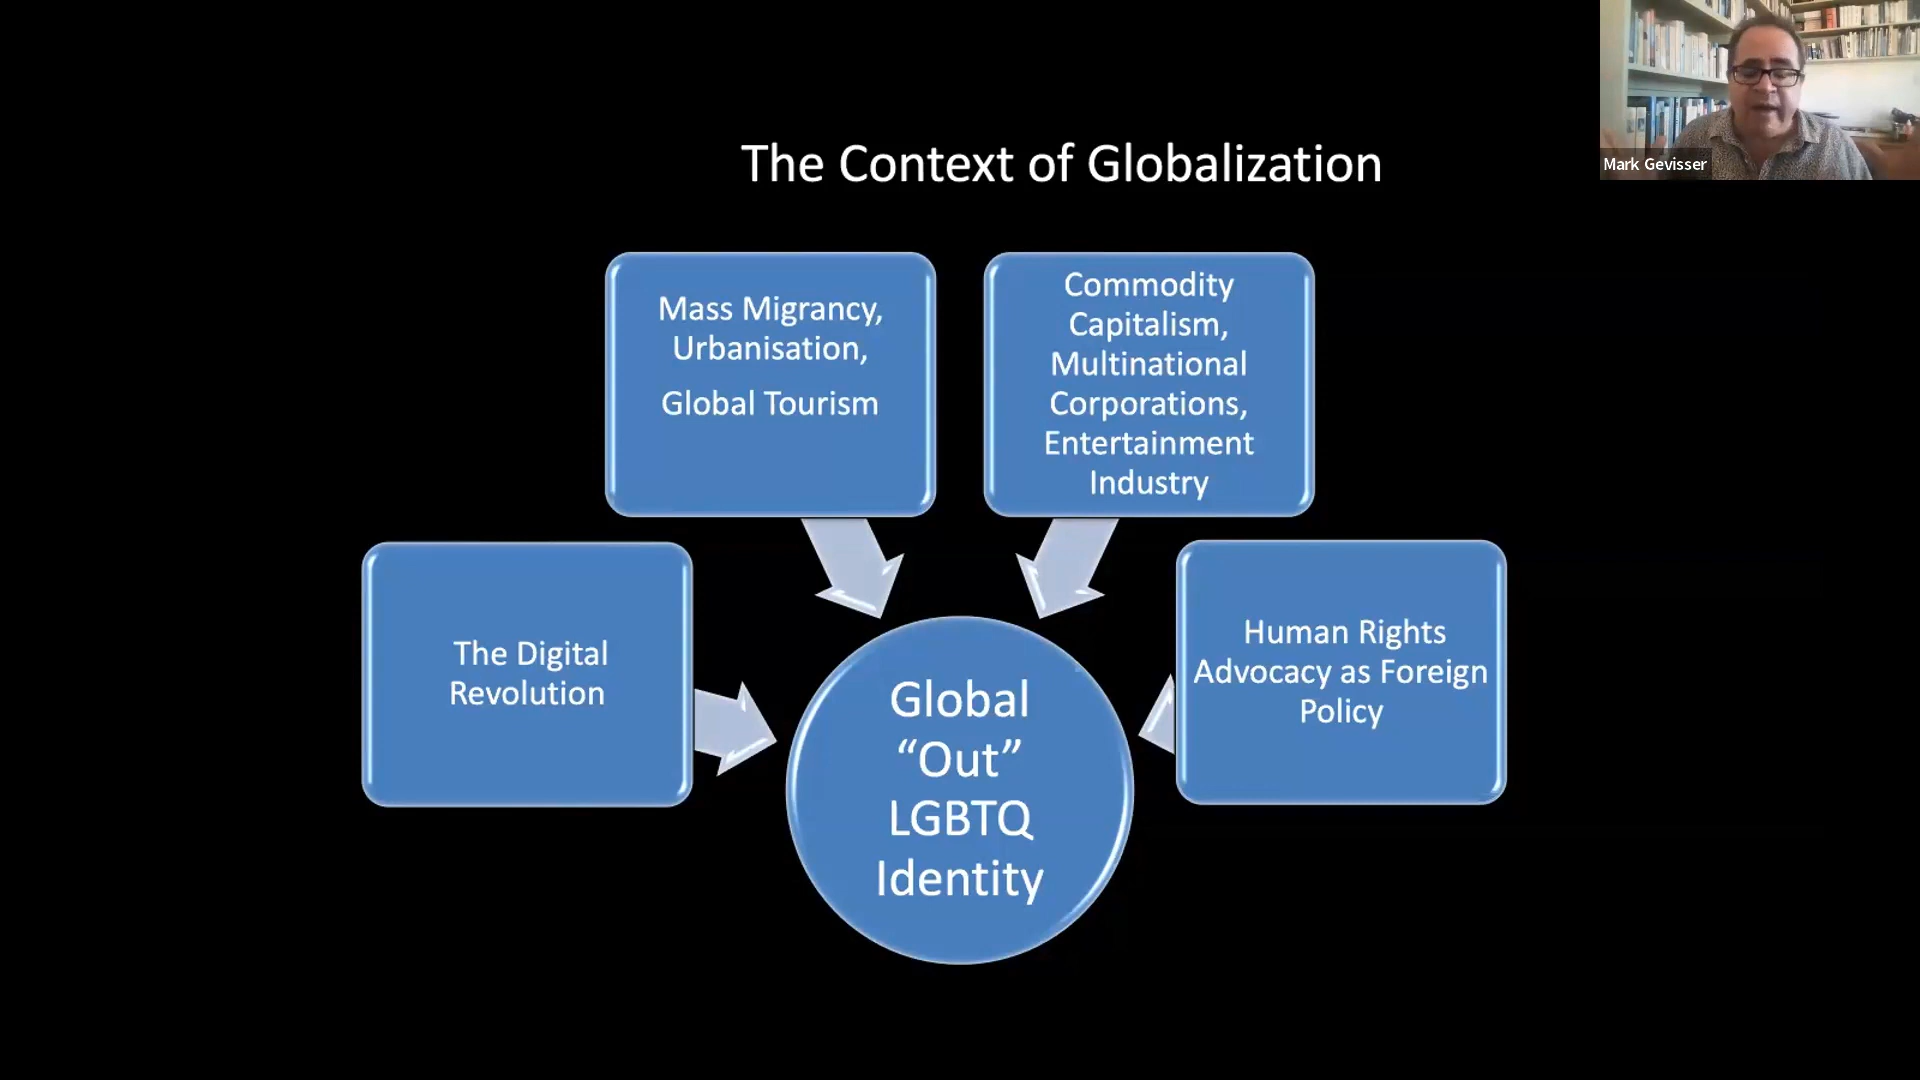 The Context of Globalization
Mark Gevisser
Mass Migrancy,
Urbanisation,
Global Tourism
Commodity
Capitalism,
Multinational
Corporations,
Entertainment
Industry
The Digital
Revolution
Human Rights
Advocacy as Foreign
Policy
Global
“Out”
LGBTQ
Identity